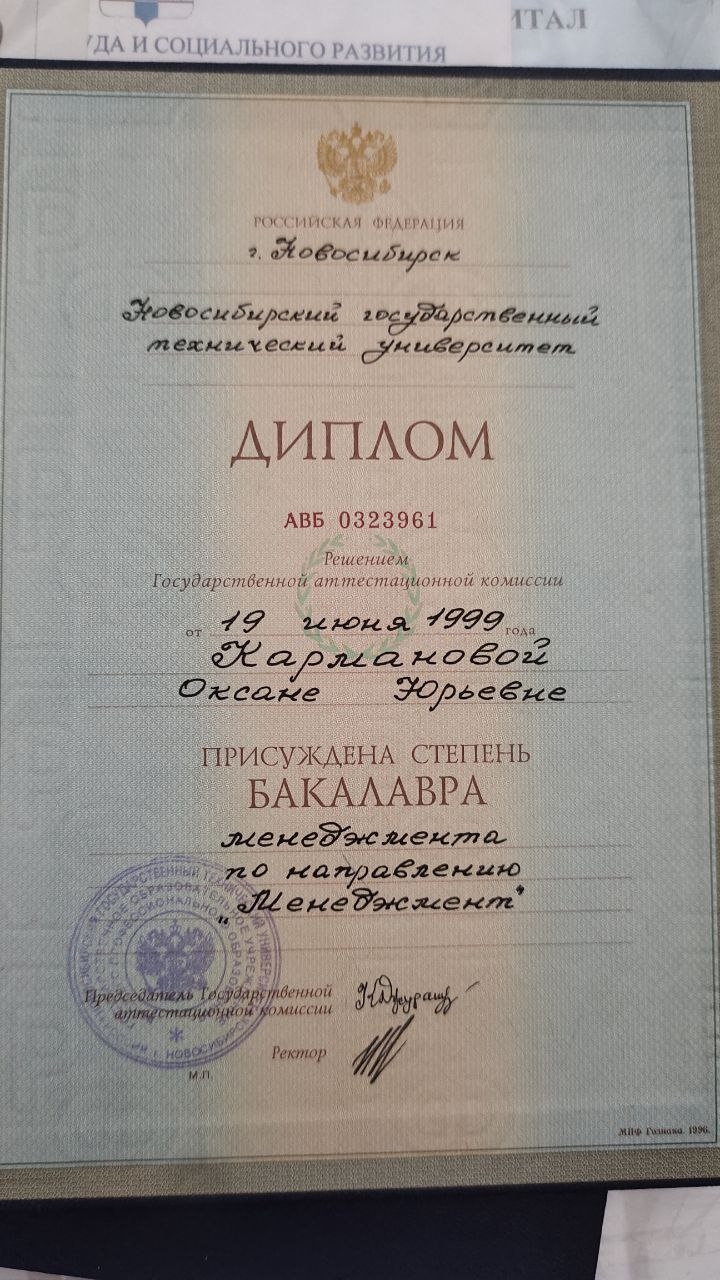 ИТАЛ
УДА И СОЦИАЛЬНОГО РАЗВИТИЯ
РОССИЙСКАЯ ФЕДЕРАЦИЯ
г. Новосибирск
Новосибирский государственный
технический университет
ДИПЛОМ
АВБ 0323961
Решением
Государственной аттестационной комиссии
от 19 июня 1999 года
Кармановой
Оксане Юрьевне
ПРИСУЖДЕНА СТЕПЕНЬ
БАКАЛАВРА
менеджмента
по направлению
„Менеджмент"
Председатель Государственной
аттестационной комиссии
Ректор
М.П.
МПФ Гознака. 1996.